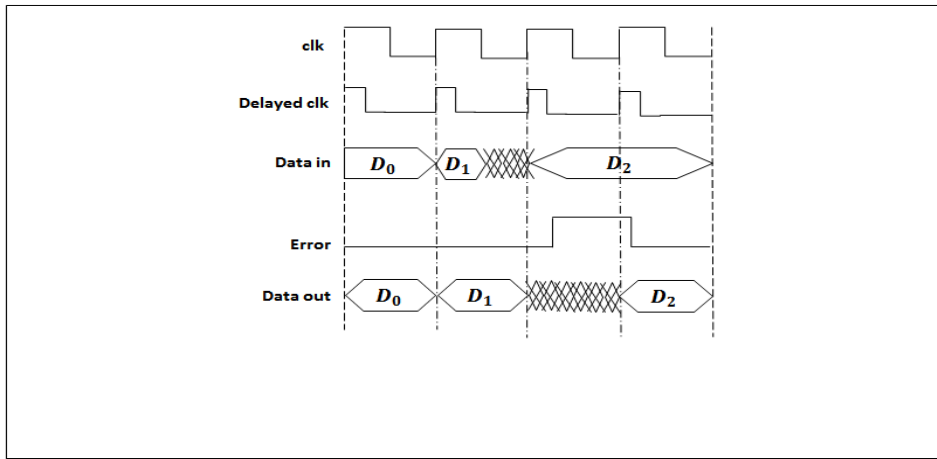 clk
Delayed clk
Data in D₀ D₁ D₂
Error
Data out D₀ D₁ D₂